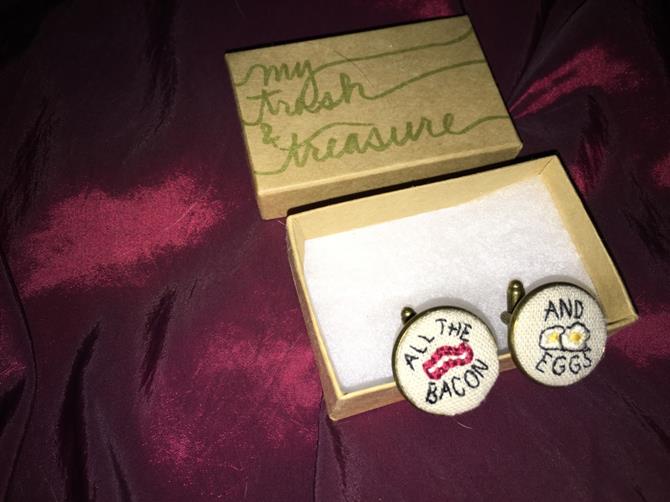 my
trash
&
treasure
ALL THE
BACON
AND
EGGS